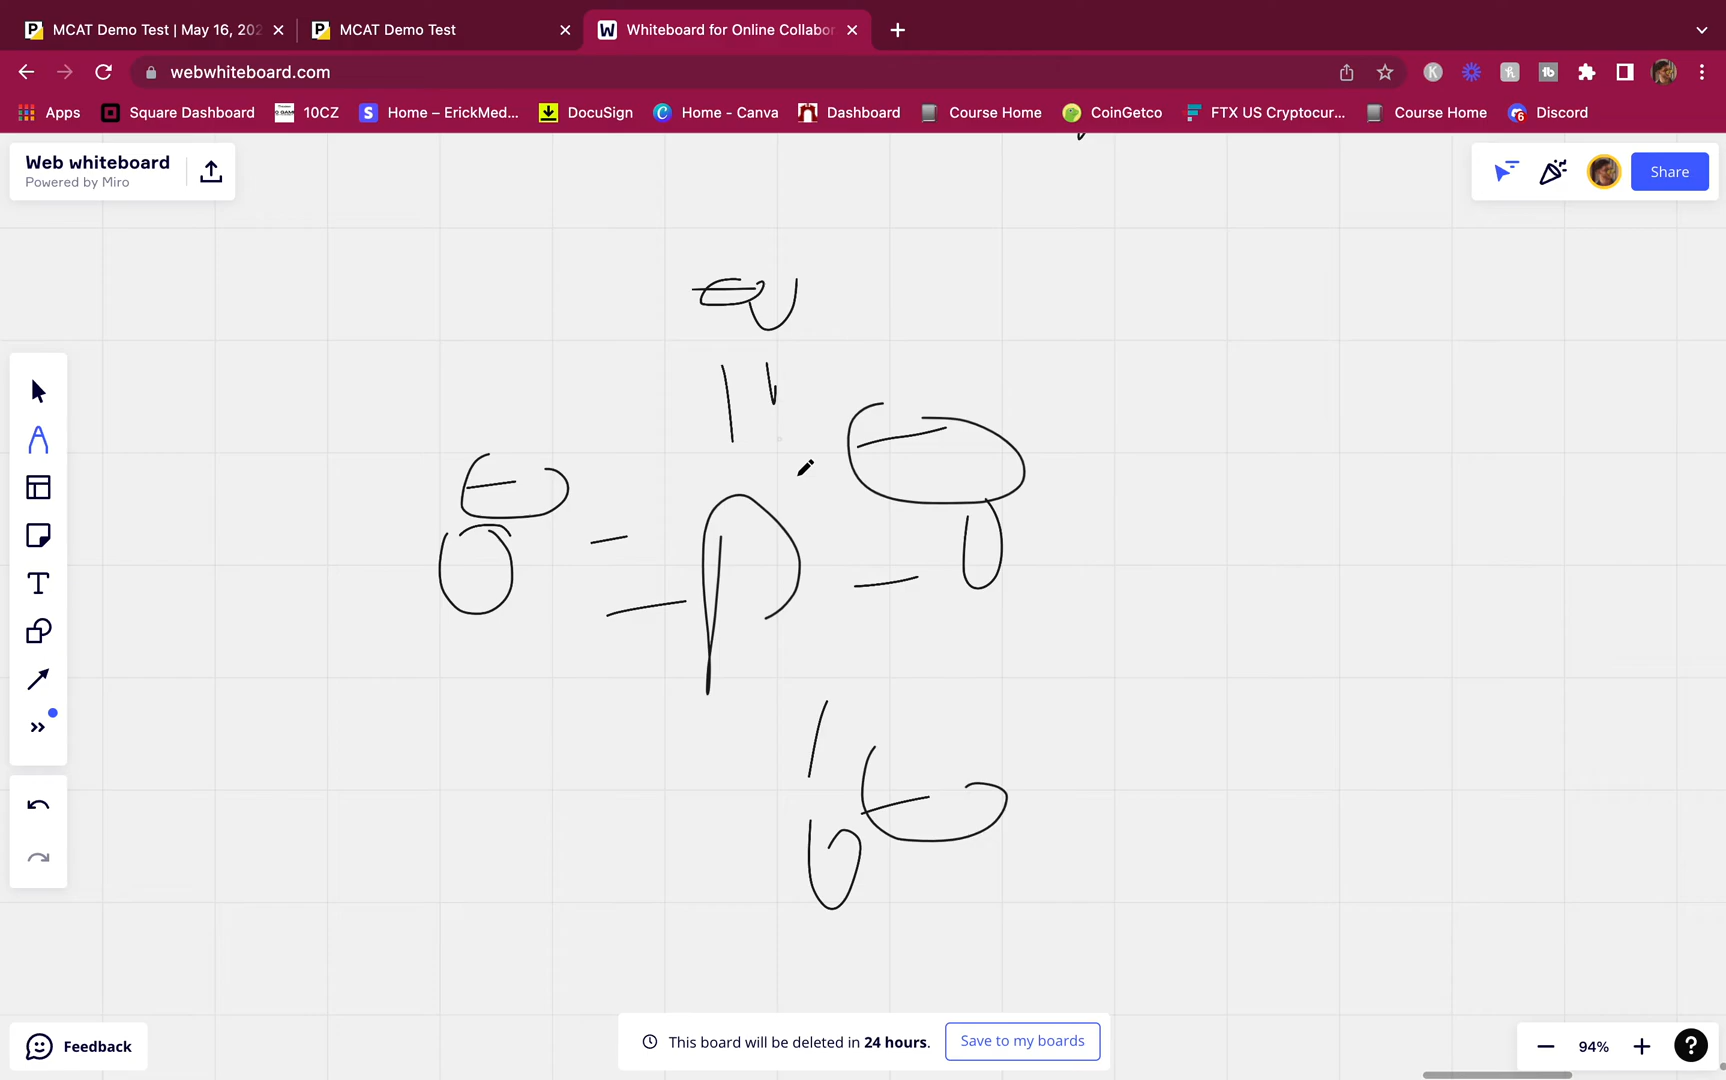 MCAT Demo Test | May 16, 202
MCAT Demo Test
Whiteboard for Online Collabor
webwhiteboard.com
Apps
Square Dashboard
10CZ
Home – ErickMed...
DocuSign
Home - Canva
Dashboard
Course Home
CoinGetco
FTX US Cryptocur...
Course Home
Discord
Web whiteboard
Powered by Miro
Share
O = P - O
O
Feedback
This board will be deleted in 24 hours.
Save to my boards
94%